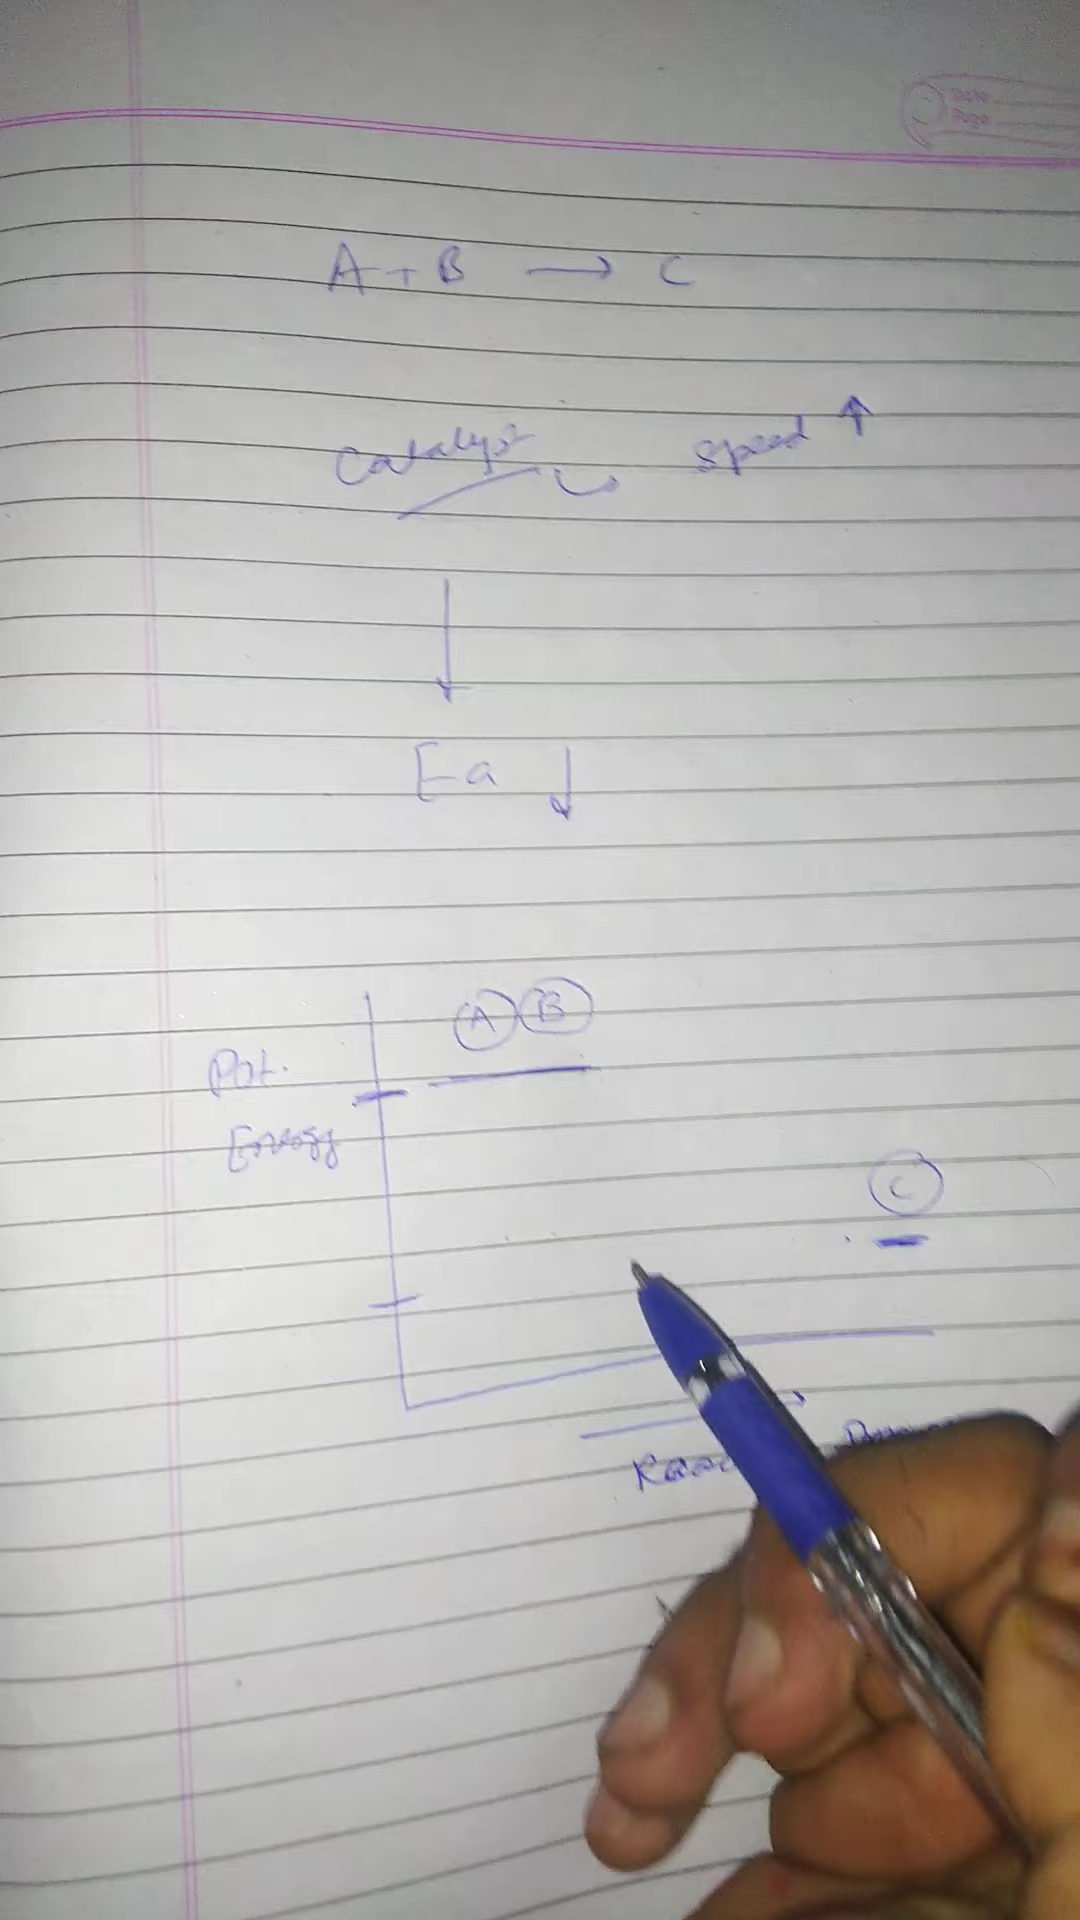 A + B → C
Catalyst speed ↑
↓
Ea ↓
A B
Pot.
Energy
C